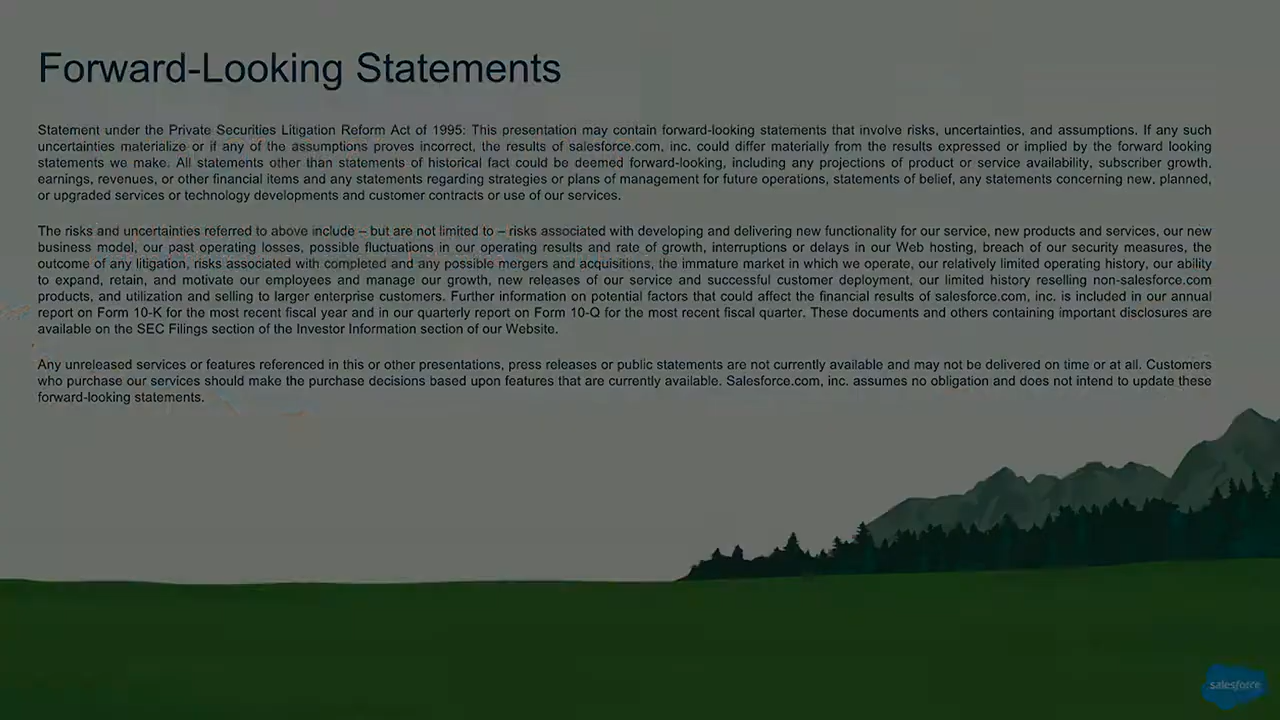 Forward-Looking Statements
Statement under the Private Securities Litigation Reform Act of 1995: This presentation may contain forward-looking statements that involve risks, uncertainties, and assumptions. If any such
uncertainties materialize or if any of the assumptions proves incorrect, the results of salesforce.com, inc. could differ materially from the results expressed or implied by the forward looking
statements we make. All statements other than statements of historical fact could be deemed forward-looking, including any projections of product or service availability, subscriber growth,
earnings, revenues, or other financial items and any statements regarding strategies or plans of management for future operations, statements of belief, any statements concerning new, planned,
or upgraded services or technology developments and customer contracts or use of our services.
The risks and uncertainties referred to above include – but are not limited to – risks associated with developing and delivering new functionality for our service, new products and services, our new
business model, our past operating losses, possible fluctuations in our operating results and rate of growth, interruptions or delays in our Web hosting, breach of our security measures, the
outcome of any litigation, risks associated with completed and any possible mergers and acquisitions, the immature market in which we operate, our relatively limited operating history, our ability
to expand, retain, and motivate our employees and manage our growth, new releases of our service and successful customer deployment, our limited history reselling non-salesforce.com
products, and utilization and selling to larger enterprise customers. Further information on potential factors that could affect the financial results of salesforce.com, inc. is included in our annual
report on Form 10-K for the most recent fiscal year and in our quarterly report on Form 10-Q for the most recent fiscal quarter. These documents and others containing important disclosures are
available on the SEC Filings section of the Investor Information section of our Website.
Any unreleased services or features referenced in this or other presentations, press releases or public statements are not currently available and may not be delivered on time or at all. Customers
who purchase our services should make the purchase decisions based upon features that are currently available. Salesforce.com, inc. assumes no obligation and does not intend to update these
forward-looking statements.
salesforce